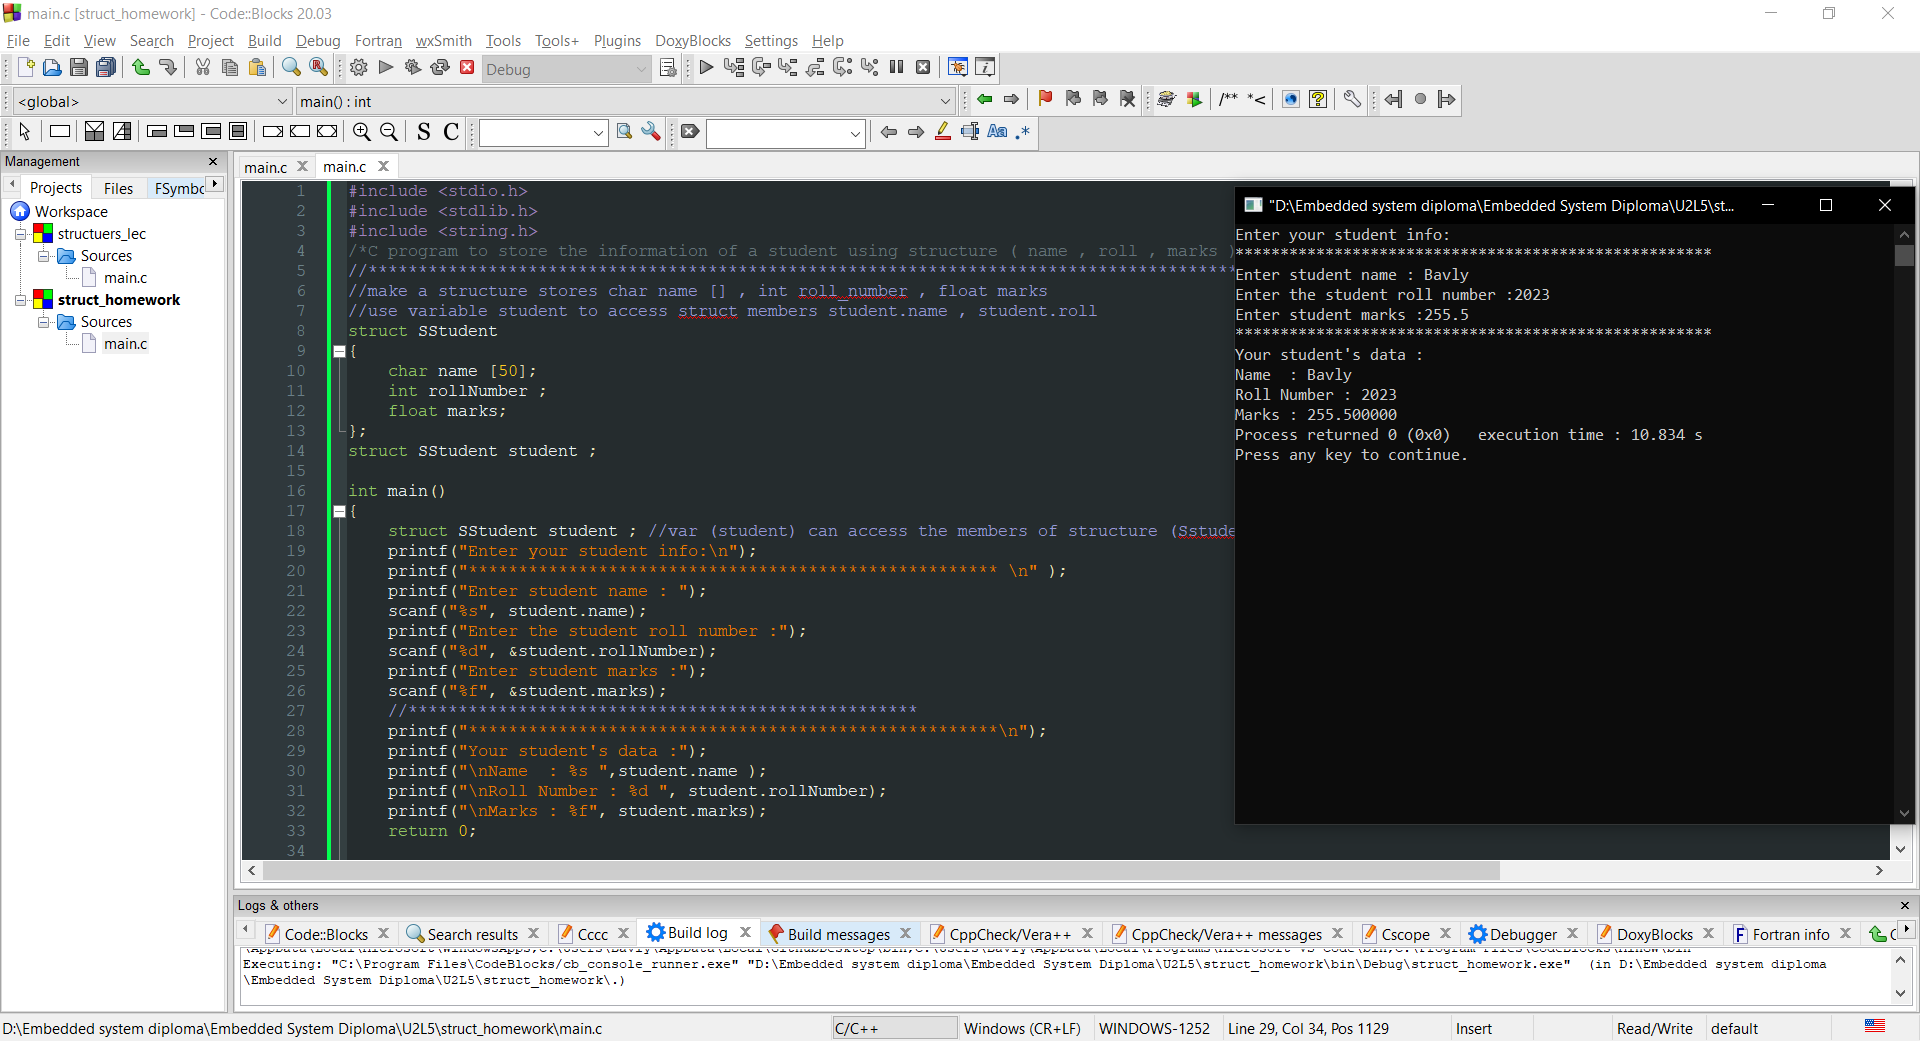 main.c [struct_homework] - Code::Blocks 20.03
File Edit View Search Project Build Debug Fortran wxSmith Tools Tools+ Plugins DoxyBlocks Settings Help
Debug
<global> main() : int
/** *<
S C Aa .*
Management
Projects Files FSymbo
Workspace
structuers_lec
Sources
main.c
struct_homework
Sources
main.c
main.c main.c
1 #include <stdio.h>
2 #include <stdlib.h>
3 #include <string.h>
4 /*C program to store the information of a student using structure ( name , roll , marks )
5 //***************************************************************************************
6 //make a structure stores char name [] , int roll_number , float marks
7 //use variable student to access struct members student.name , student.roll
8 struct SStudent
9 {
10 char name [50];
11 int rollNumber ;
12 float marks;
13 };
14 struct SStudent student ;
15
16 int main()
17 {
18 struct SStudent student ; //var (student) can access the members of structure (Sstude
19 printf("Enter your student info:\n");
20 printf("***************************************************** \n" );
21 printf("Enter student name : ");
22 scanf("%s", student.name);
23 printf("Enter the student roll number :");
24 scanf("%d", &student.rollNumber);
25 printf("Enter student marks :");
26 scanf("%f", &student.marks);
27 //***************************************************
28 printf("*****************************************************\n");
29 printf("Your student's data :");
30 printf("\nName  : %s ",student.name );
31 printf("\nRoll Number : %d ", student.rollNumber);
32 printf("\nMarks : %f", student.marks);
33 return 0;
34
"D:\Embedded system diploma\Embedded System Diploma\U2L5\st...
Enter your student info:
*****************************************************
Enter student name : Bavly
Enter the student roll number :2023
Enter student marks :255.5
*****************************************************
Your student's data :
Name  : Bavly
Roll Number : 2023
Marks : 255.500000
Process returned 0 (0x0)   execution time : 10.834 s
Press any key to continue.
Logs & others
Code::Blocks Search results Cccc Build log Build messages CppCheck/Vera++ CppCheck/Vera++ messages Cscope Debugger DoxyBlocks Fortran info
Executing: "C:\Program Files\CodeBlocks/cb_console_runner.exe" "D:\Embedded system diploma\Embedded System Diploma\U2L5\struct_homework\bin\Debug\struct_homework.exe"  (in D:\Embedded system diploma
\Embedded System Diploma\U2L5\struct_homework\.)
D:\Embedded system diploma\Embedded System Diploma\U2L5\struct_homework\main.c C/C++ Windows (CR+LF) WINDOWS-1252 Line 29, Col 34, Pos 1129 Insert Read/Write default